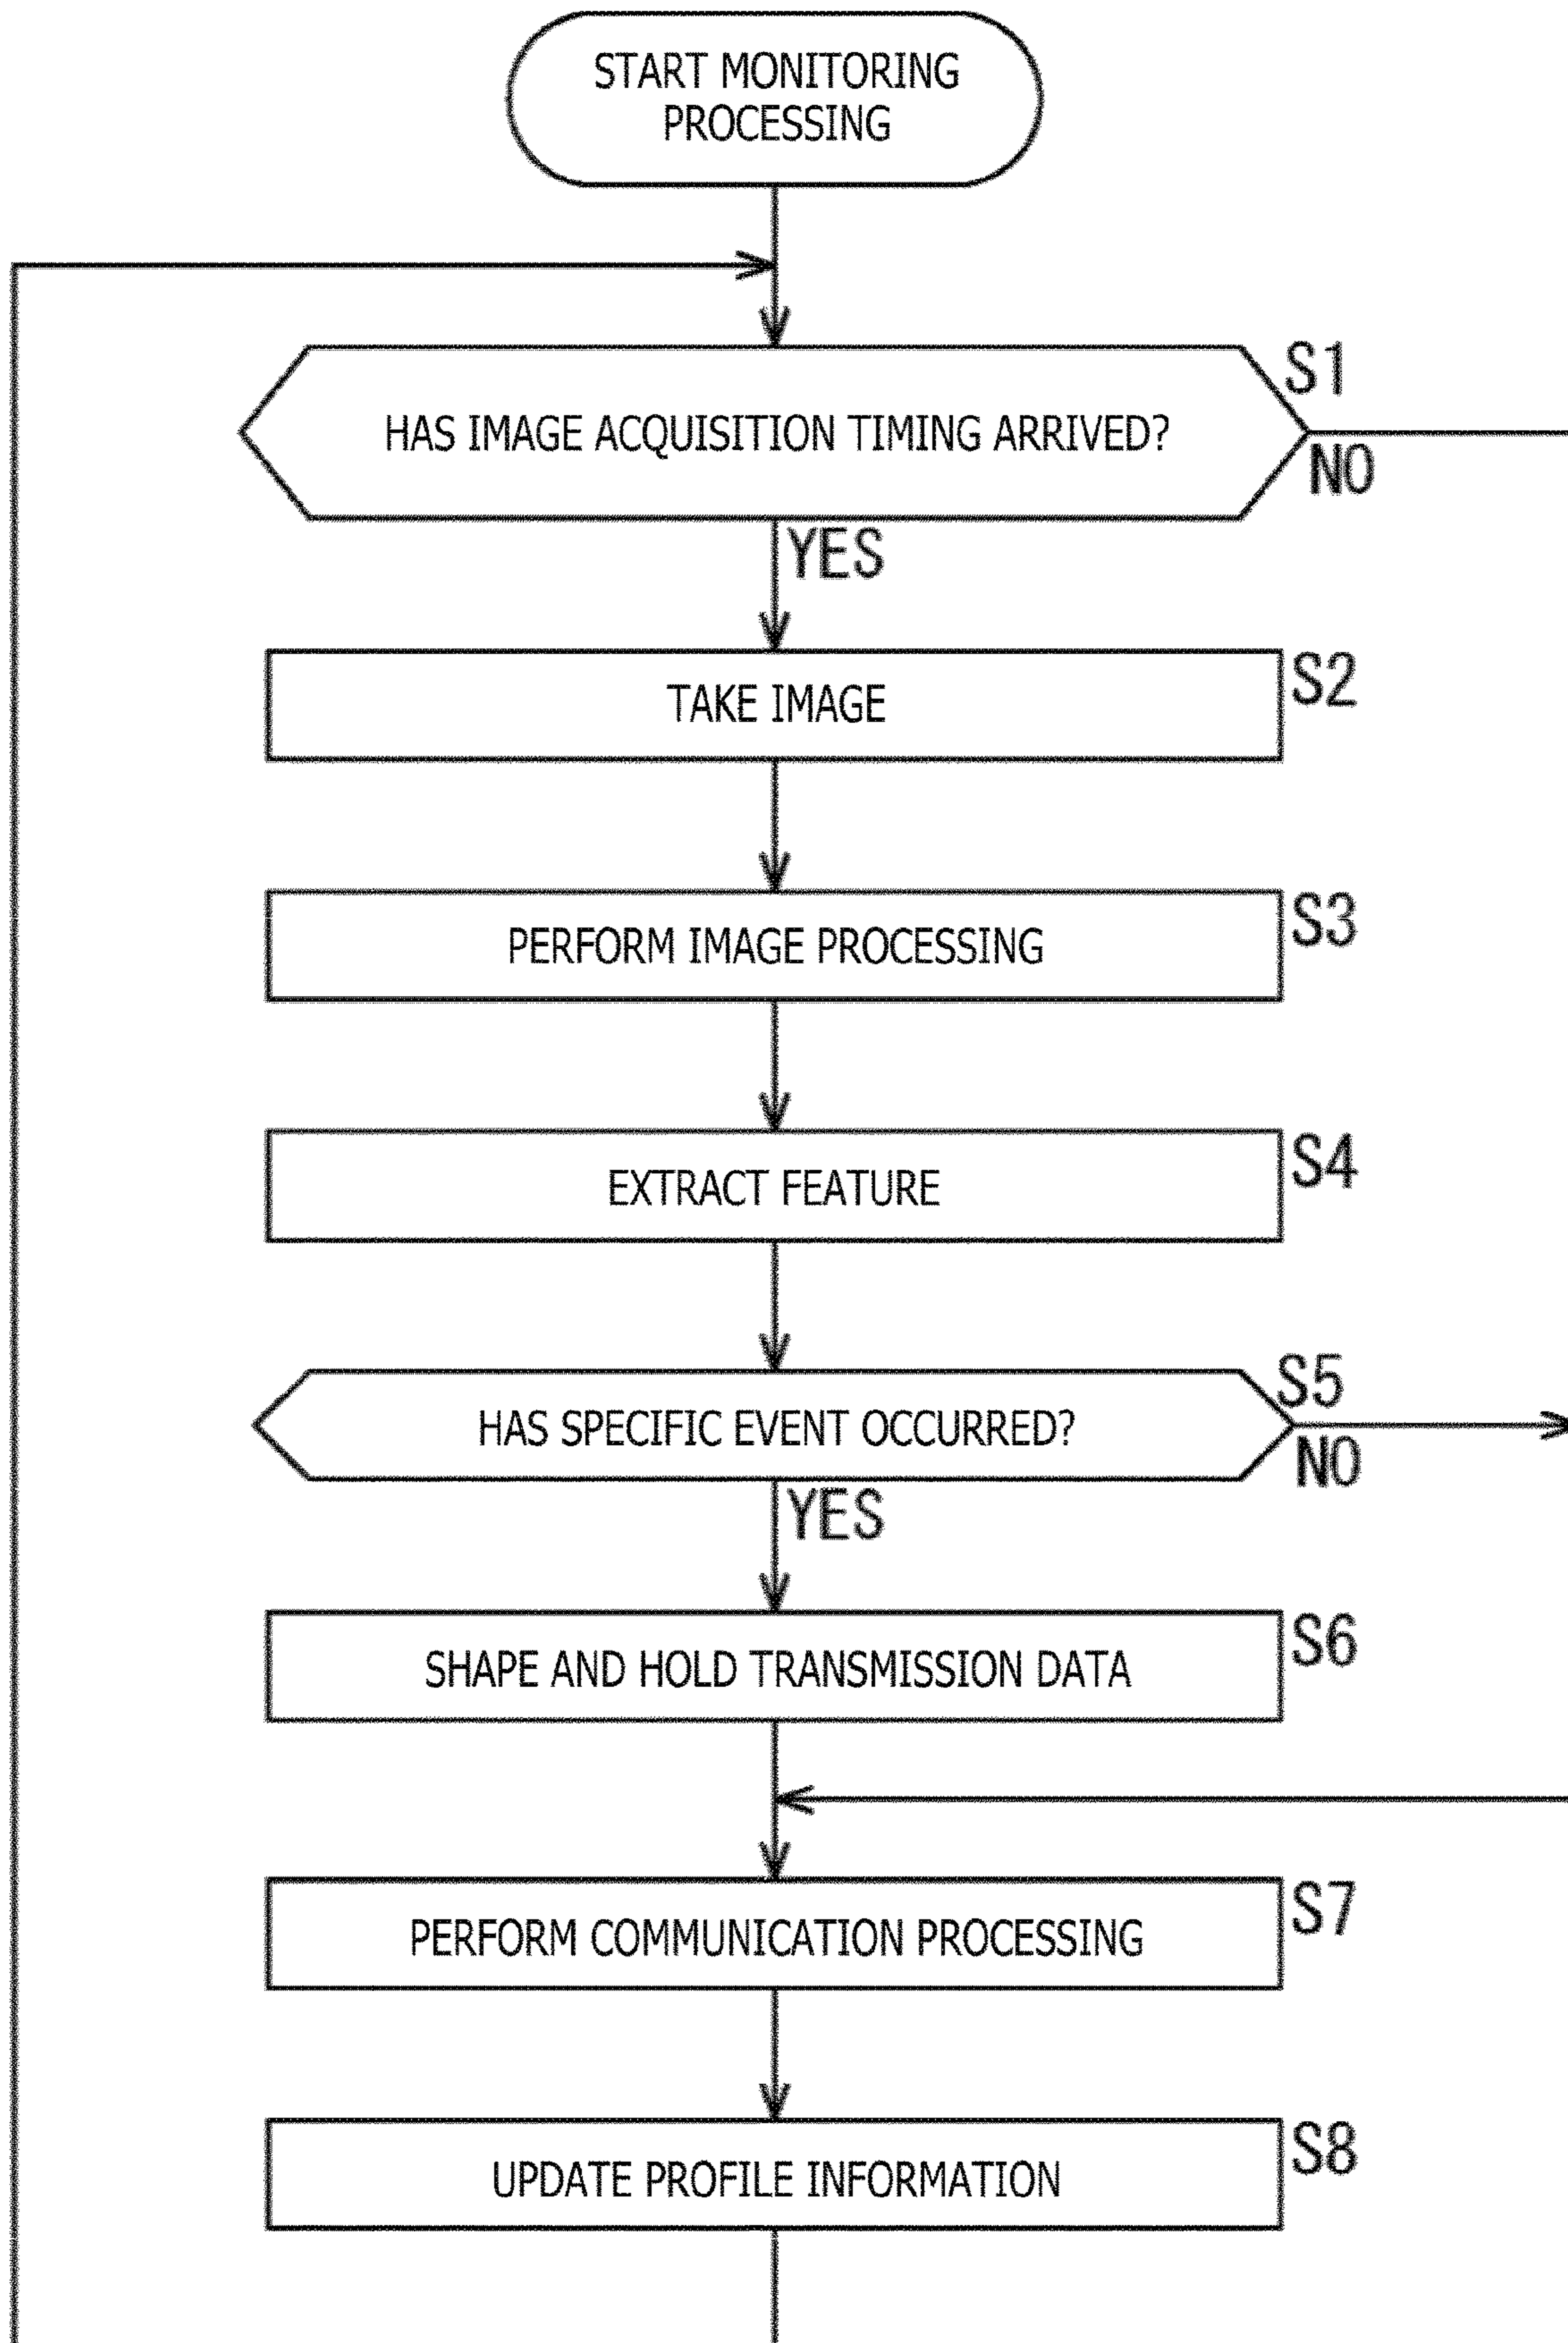 START MONITORING
PROCESSING
S1
HAS IMAGE ACQUISITION TIMING ARRIVED?
NO
YES
S2
TAKE IMAGE
S3
PERFORM IMAGE PROCESSING
S4
EXTRACT FEATURE
S5
HAS SPECIFIC EVENT OCCURRED?
NO
YES
S6
SHAPE AND HOLD TRANSMISSION DATA
S7
PERFORM COMMUNICATION PROCESSING
S8
UPDATE PROFILE INFORMATION